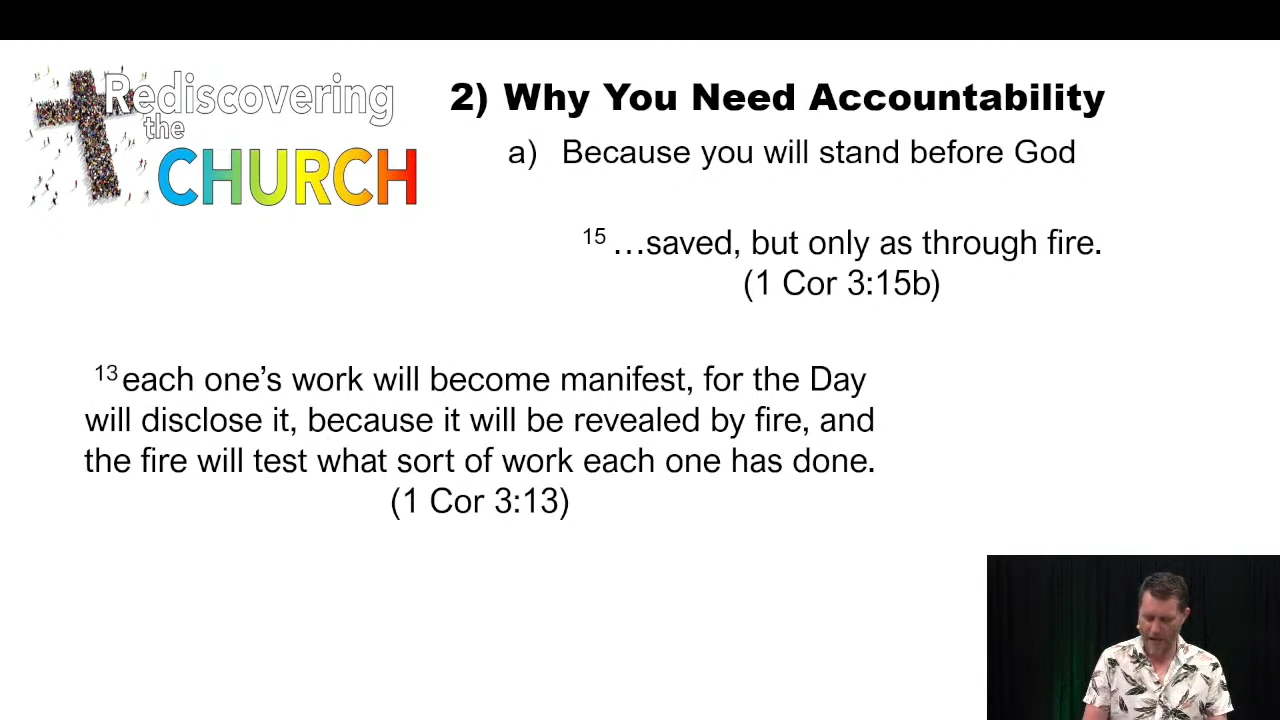 Rediscovering
the
CHURCH
2) Why You Need Accountability
a) Because you will stand before God
15 …saved, but only as through fire.
(1 Cor 3:15b)
13 each one’s work will become manifest, for the Day
will disclose it, because it will be revealed by fire, and
the fire will test what sort of work each one has done.
(1 Cor 3:13)